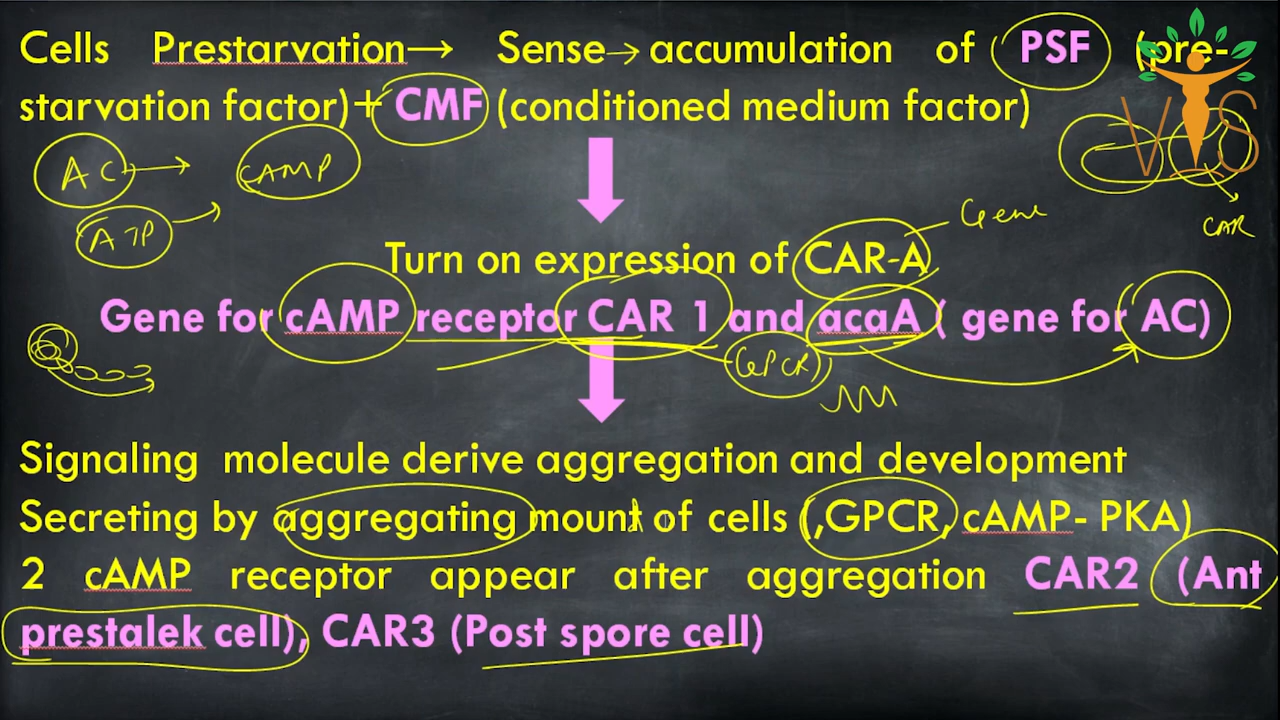 Cells Prestarvation→ Sense→ accumulation of PSF (pre-
starvation factor)+ CMF (conditioned medium factor)
VIS
AC → cAMP
ATP →
CAR
Gene
Turn on expression of CAR-A
Gene for cAMP receptor CAR 1 and acaA ( gene for AC)
GPCR
Signaling molecule derive aggregation and development
Secreting by aggregating mount of cells (,GPCR, cAMP- PKA)
2 cAMP receptor appear after aggregation CAR2 (Ant
prestalek cell), CAR3 (Post spore cell)